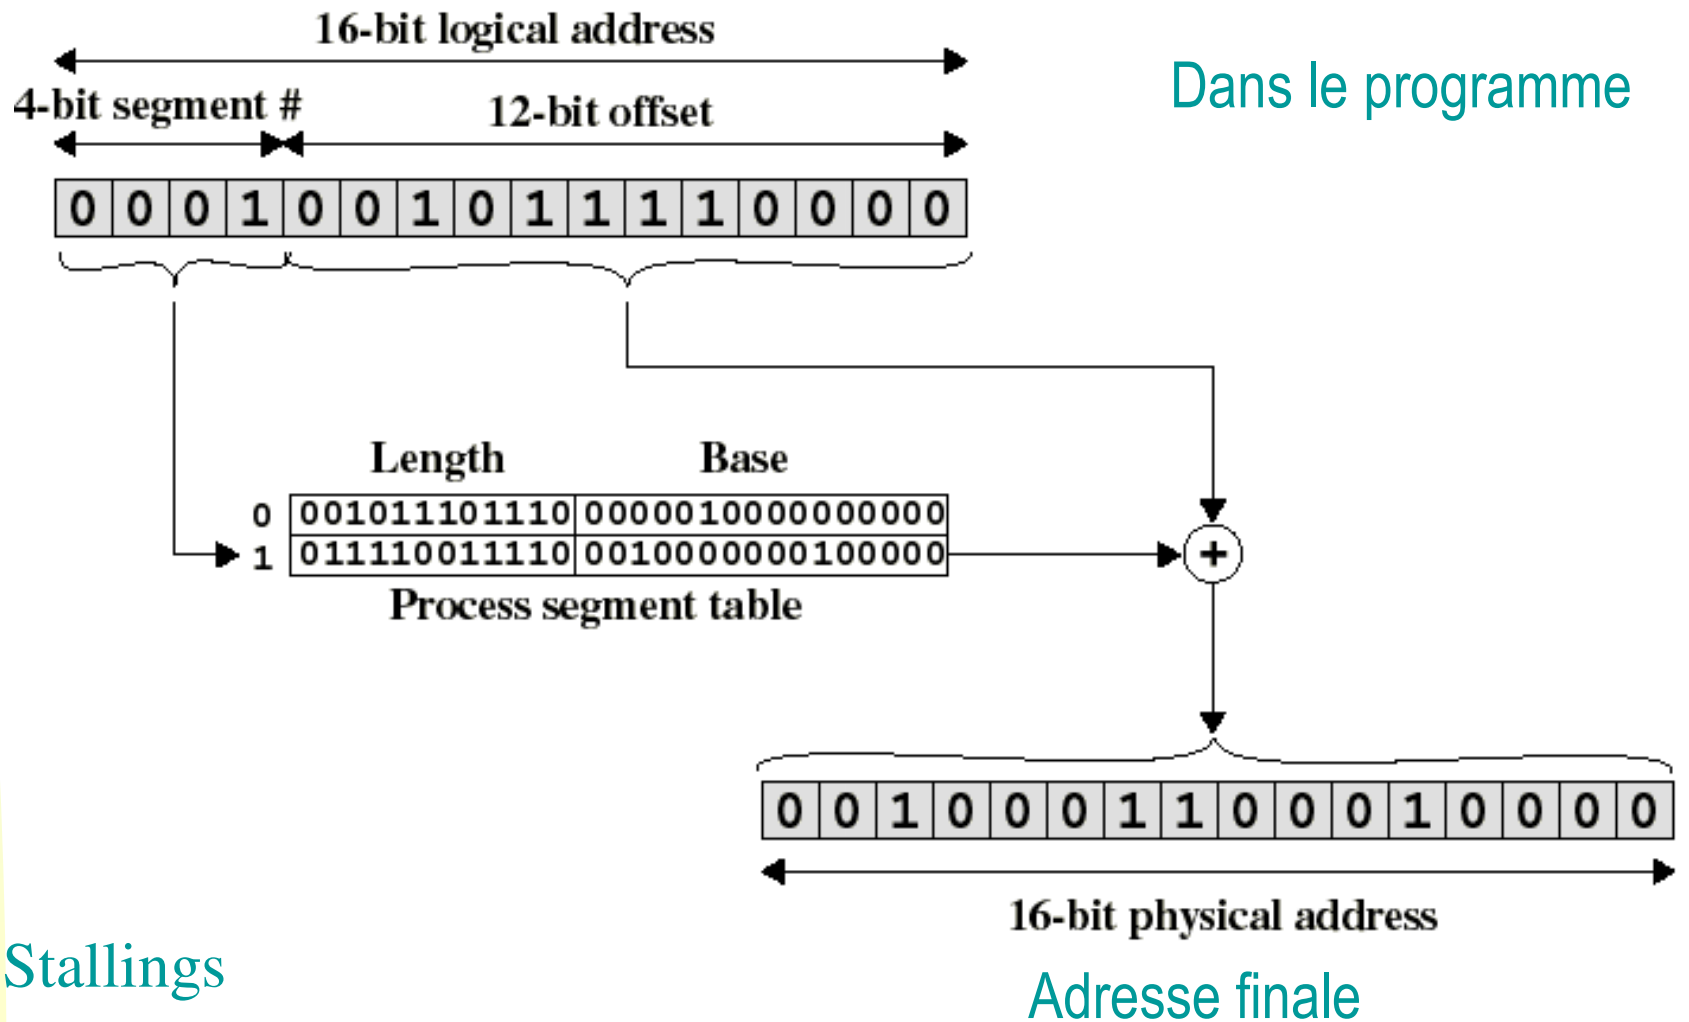 16-bit logical address
Dans le programme
4-bit segment # 12-bit offset
0 0 0 1 0 0 1 0 1 1 1 1 0 0 0 0
Length Base
0 001011101110 0000010000000000
1 011110011110 0010000000100000
+
Process segment table
0 0 1 0 0 0 1 1 0 0 0 1 0 0 0 0
16-bit physical address
Stallings
Adresse finale